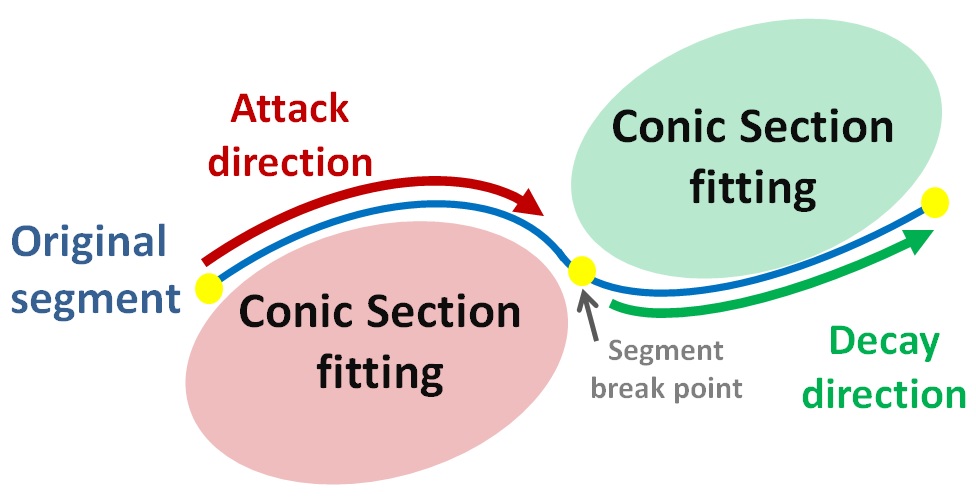 Attack
direction
Conic Section
fitting
Original
segment
Conic Section
fitting
Segment
break point
Decay
direction